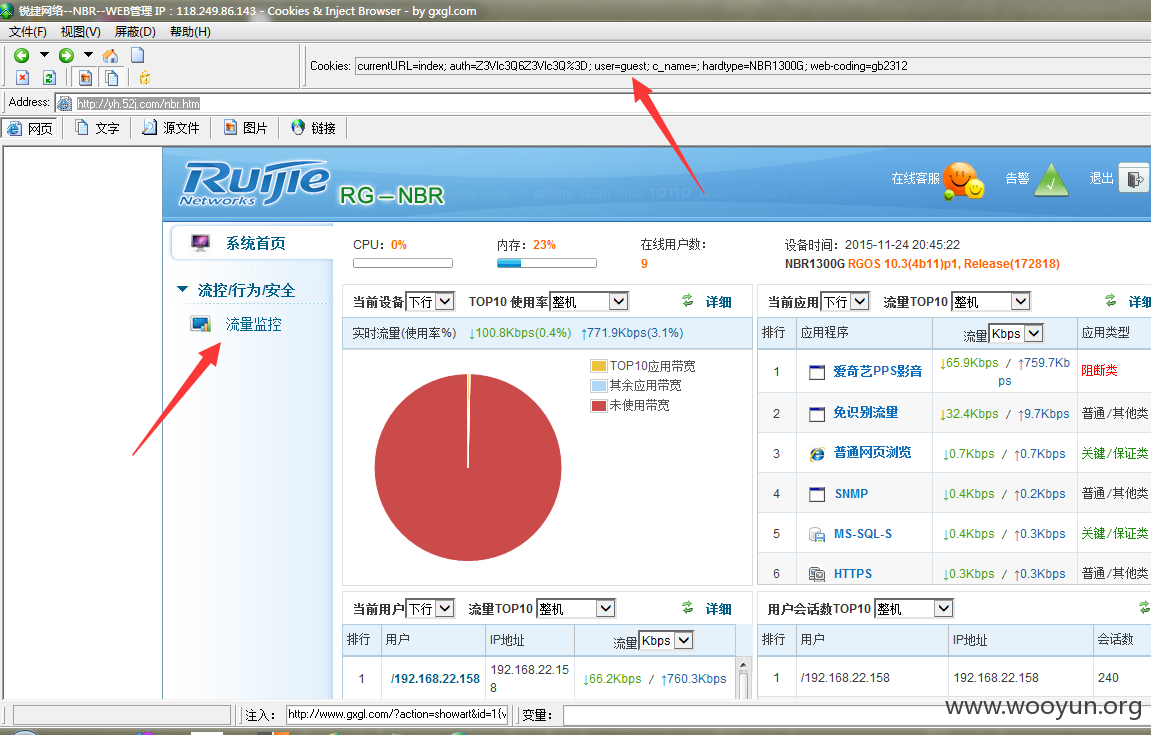 锐捷网络--NBR--WEB管理 IP：118.249.86.143 - Cookies & Inject Browser - by gxgl.com
文件(F) 视图(V) 屏蔽(D) 帮助(H)
Cookies: currentURL=index; auth=Z3Vlc3Q6Z3Vlc3Q%3D; user=guest; c_name=; hardtype=NBR1300G; web-coding=gb2312
Address: http://yh.52j.com/nbr.htm
网页 文字 源文件 图片 链接
Ruijie Networks RG－NBR
在线客服 告警 退出
系统首页
流控/行为/安全
流量监控
CPU: 0% 内存: 23% 在线用户数: 9
设备时间: 2015-11-24 20:45:22
NBR1300G RGOS 10.3(4b11)p1, Release(172818)
当前设备 下行 TOP10 使用率 整机 详细
实时流量(使用率%) ↓100.8Kbps(0.4%) ↑771.9Kbps(3.1%)
TOP10应用带宽
其余应用带宽
未使用带宽
当前应用 下行 流量TOP10 整机 详细
排行 应用程序 流量 Kbps 应用类型
1 爱奇艺PPS影音 ↓65.9Kbps / ↑759.7Kbps 阻断类
2 免识别流量 ↓32.4Kbps / ↑9.7Kbps 普通/其他类
3 普通网页浏览 ↓0.7Kbps / ↑0.7Kbps 关键/保证类
4 SNMP ↓0.4Kbps / ↑0.2Kbps 普通/其他类
5 MS-SQL-S ↓0.4Kbps / ↑0.3Kbps 关键/保证类
6 HTTPS ↓0.3Kbps / ↑0.3Kbps 普通/其他类
当前用户 下行 流量TOP10 整机 详细
排行 用户 IP地址 流量 Kbps
1 /192.168.22.158 192.168.22.158 ↓66.2Kbps / ↑760.3Kbps
用户会话数TOP10 整机
排行 用户 IP地址 会话数
1 /192.168.22.158 192.168.22.158 240
www.wooyun.org
注入: http://www.gxgl.com/?action=showart&id=1{v 变量: